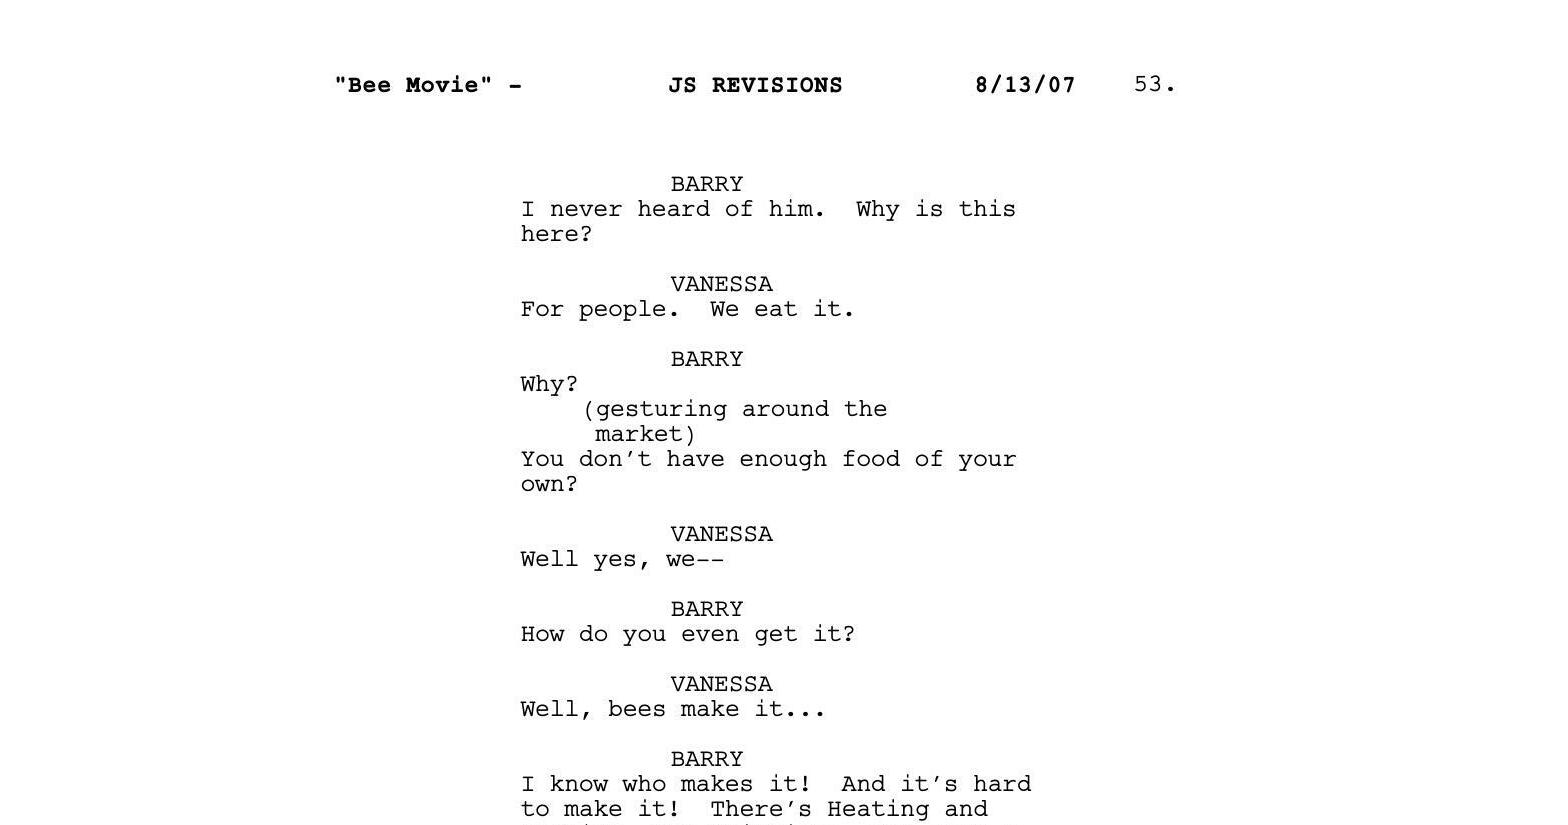 "Bee Movie" - JS REVISIONS 8/13/07 53.
BARRY
I never heard of him.  Why is this
here?
VANESSA
For people.  We eat it.
BARRY
Why?
(gesturing around the
market)
You don’t have enough food of your
own?
VANESSA
Well yes, we--
BARRY
How do you even get it?
VANESSA
Well, bees make it...
BARRY
I know who makes it!  And it’s hard
to make it!  There’s Heating and